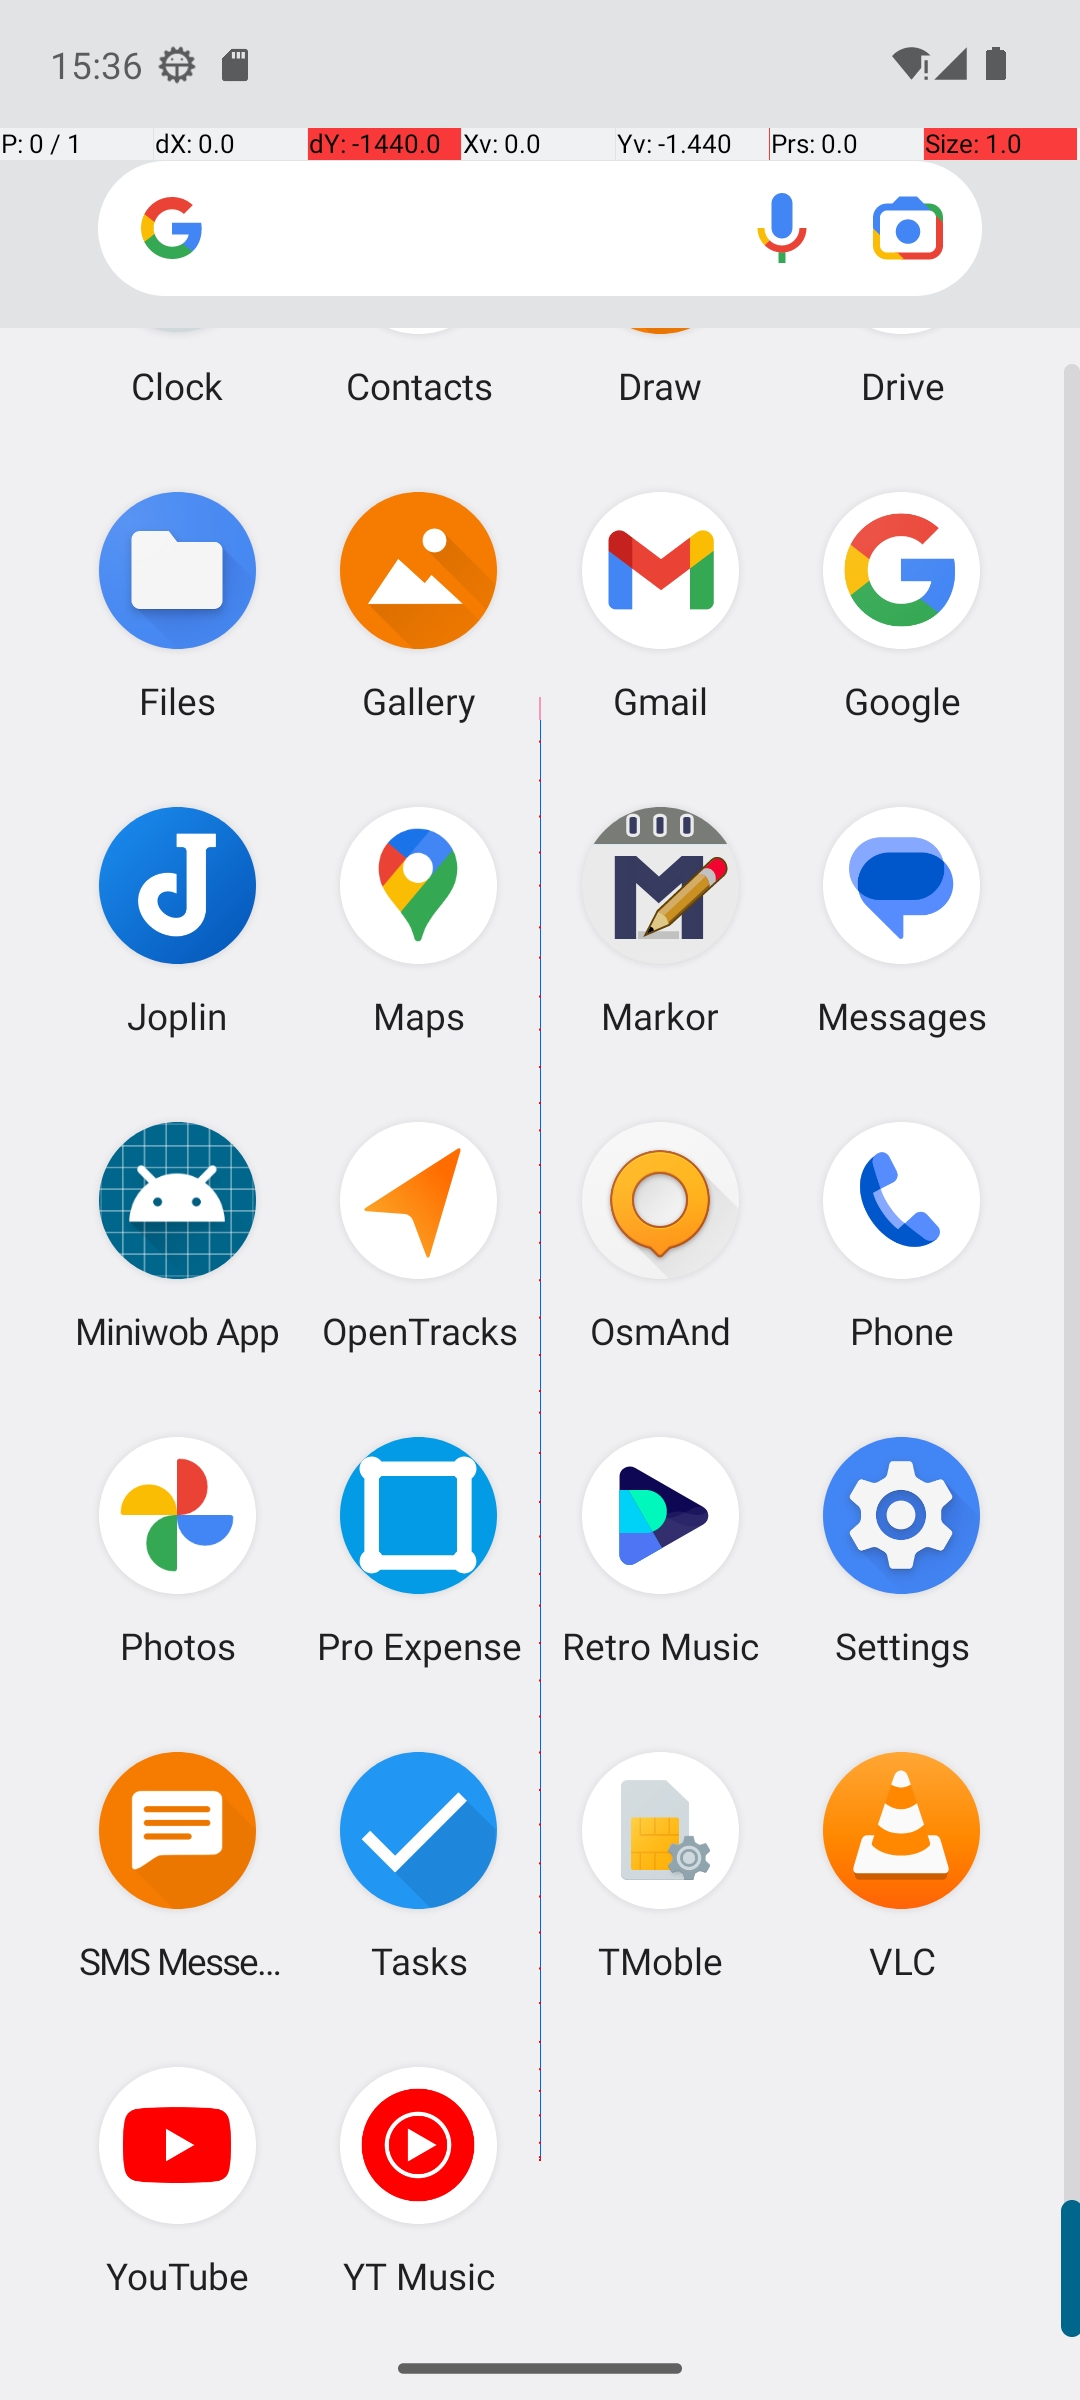 15:36
P: 0 / 1 dX: 0.0 dY: -1440.0 Xv: 0.0 Yv: -1.440 Prs: 0.0 Size: 1.0
Clock Contacts Draw Drive
Files Gallery Gmail Google
Joplin Maps Markor Messages
Miniwob App OpenTracks OsmAnd Phone
Photos Pro Expense Retro Music Settings
SMS Messe... Tasks TMoble VLC
YouTube YT Music